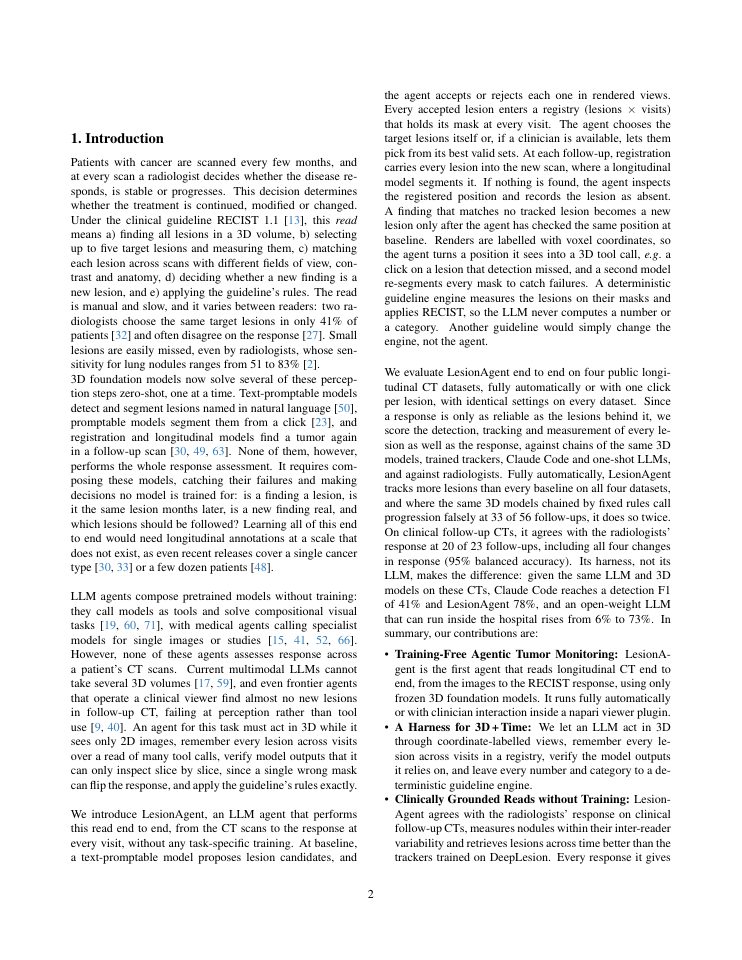 1. Introduction
Patients with cancer are scanned every few months, and
at every scan a radiologist decides whether the disease re-
sponds, is stable or progresses. This decision determines
whether the treatment is continued, modified or changed.
Under the clinical guideline RECIST 1.1 [13], this read
means a) finding all lesions in a 3D volume, b) selecting
up to five target lesions and measuring them, c) matching
each lesion across scans with different fields of view, con-
trast and anatomy, d) deciding whether a new finding is a
new lesion, and e) applying the guideline's rules. The read
is manual and slow, and it varies between readers: two ra-
diologists choose the same target lesions in only 41% of
patients [32] and often disagree on the response [27]. Small
lesions are easily missed, even by radiologists, whose sen-
sitivity for lung nodules ranges from 51 to 83% [2].
3D foundation models now solve several of these percep-
tion steps zero-shot, one at a time. Text-promptable models
detect and segment lesions named in natural language [50],
promptable models segment them from a click [23], and
registration and longitudinal models find a tumor again
in a follow-up scan [30, 49, 63]. None of them, however,
performs the whole response assessment. It requires com-
posing these models, catching their failures and making
decisions no model is trained for: is a finding a lesion, is
it the same lesion months later, is a new finding real, and
which lesions should be followed? Learning all of this end
to end would need longitudinal annotations at a scale that
does not exist, as even recent releases cover a single cancer
type [30, 33] or a few dozen patients [48].
LLM agents compose pretrained models without training:
they call models as tools and solve compositional visual
tasks [19, 60, 71], with medical agents calling specialist
models for single images or studies [15, 41, 52, 66].
However, none of these agents assesses response across
a patient's CT scans. Current multimodal LLMs cannot
take several 3D volumes [17, 59], and even frontier agents
that operate a clinical viewer find almost no new lesions
in follow-up CT, failing at perception rather than tool
use [9, 40]. An agent for this task must act in 3D while it
sees only 2D images, remember every lesion across visits
over a read of many tool calls, verify model outputs that it
can only inspect slice by slice, since a single wrong mask
can flip the response, and apply the guideline's rules exactly.
We introduce LesionAgent, an LLM agent that performs
this read end to end, from the CT scans to the response at
every visit, without any task-specific training. At baseline,
a text-promptable model proposes lesion candidates, and
the agent accepts or rejects each one in rendered views.
Every accepted lesion enters a registry (lesions × visits)
that holds its mask at every visit. The agent chooses the
target lesions itself or, if a clinician is available, lets them
pick from its best valid sets. At each follow-up, registration
carries every lesion into the new scan, where a longitudinal
model segments it. If nothing is found, the agent inspects
the registered position and records the lesion as absent.
A finding that matches no tracked lesion becomes a new
lesion only after the agent has checked the same position at
baseline. Renders are labelled with voxel coordinates, so
the agent turns a position it sees into a 3D tool call, e.g. a
click on a lesion that detection missed, and a second model
re-segments every mask to catch failures. A deterministic
guideline engine measures the lesions on their masks and
applies RECIST, so the LLM never computes a number or
a category. Another guideline would simply change the
engine, not the agent.
We evaluate LesionAgent end to end on four public longi-
tudinal CT datasets, fully automatically or with one click
per lesion, with identical settings on every dataset. Since
a response is only as reliable as the lesions behind it, we
score the detection, tracking and measurement of every le-
sion as well as the response, against chains of the same 3D
models, trained trackers, Claude Code and one-shot LLMs,
and against radiologists. Fully automatically, LesionAgent
tracks more lesions than every baseline on all four datasets,
and where the same 3D models chained by fixed rules call
progression falsely at 33 of 56 follow-ups, it does so twice.
On clinical follow-up CTs, it agrees with the radiologists'
response at 20 of 23 follow-ups, including all four changes
in response (95% balanced accuracy). Its harness, not its
LLM, makes the difference: given the same LLM and 3D
models on these CTs, Claude Code reaches a detection F1
of 41% and LesionAgent 78%, and an open-weight LLM
that can run inside the hospital rises from 6% to 73%. In
summary, our contributions are:
• Training-Free Agentic Tumor Monitoring: LesionA-
gent is the first agent that reads longitudinal CT end to
end, from the images to the RECIST response, using only
frozen 3D foundation models. It runs fully automatically
or with clinician interaction inside a napari viewer plugin.
• A Harness for 3D + Time: We let an LLM act in 3D
through coordinate-labelled views, remember every le-
sion across visits in a registry, verify the model outputs
it relies on, and leave every number and category to a de-
terministic guideline engine.
• Clinically Grounded Reads without Training: Lesion-
Agent agrees with the radiologists' response on clinical
follow-up CTs, measures nodules within their inter-reader
variability and retrieves lesions across time better than the
trackers trained on DeepLesion. Every response it gives
2